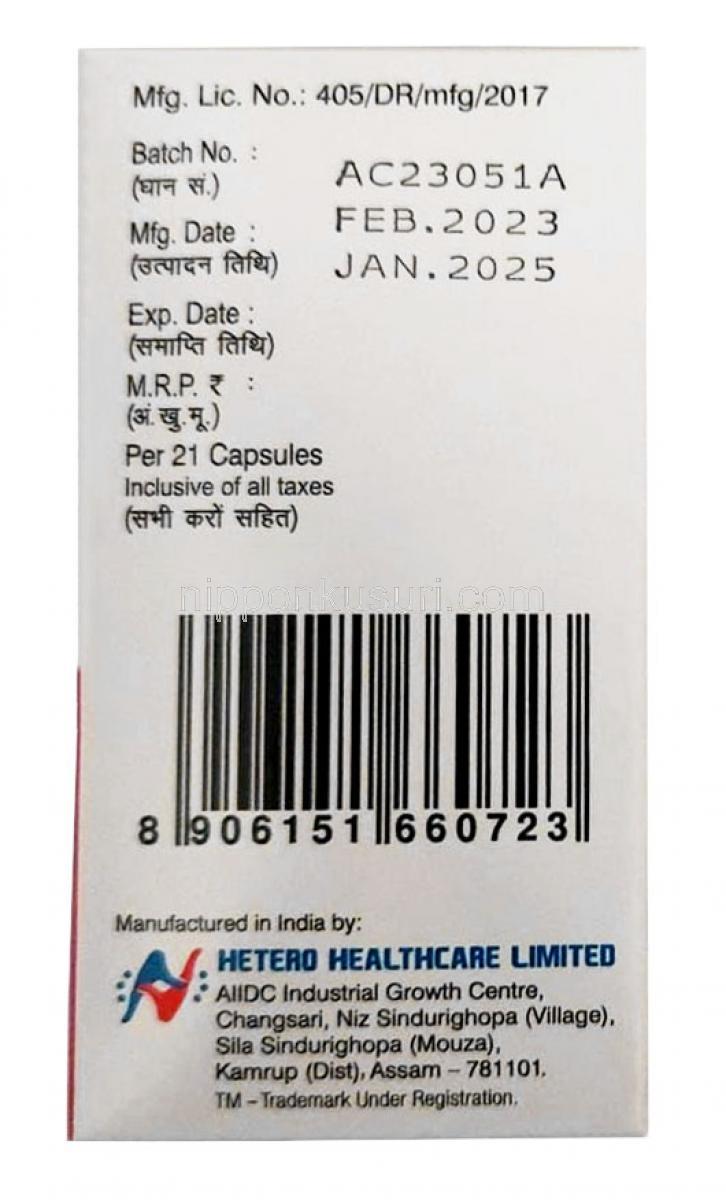 Mfg. Lic. No.: 405/DR/mfg/2017
Batch No. :
(घान सं.)
AC23051A
Mfg. Date :
(उत्पादन तिथि)
FEB.2023
JAN.2025
Exp. Date :
(समाप्ति तिथि)
M.R.P. ₹ :
(अं.खु.मू.)
Per 21 Capsules
Inclusive of all taxes
(सभी करों सहित)
nipponkusuri.com
8 906151 660723
Manufactured in India by:
HETERO HEALTHCARE LIMITED
AIIDC Industrial Growth Centre,
Changsari, Niz Sindurighopa (Village),
Sila Sindurighopa (Mouza),
Kamrup (Dist), Assam – 781101.
TM – Trademark Under Registration.